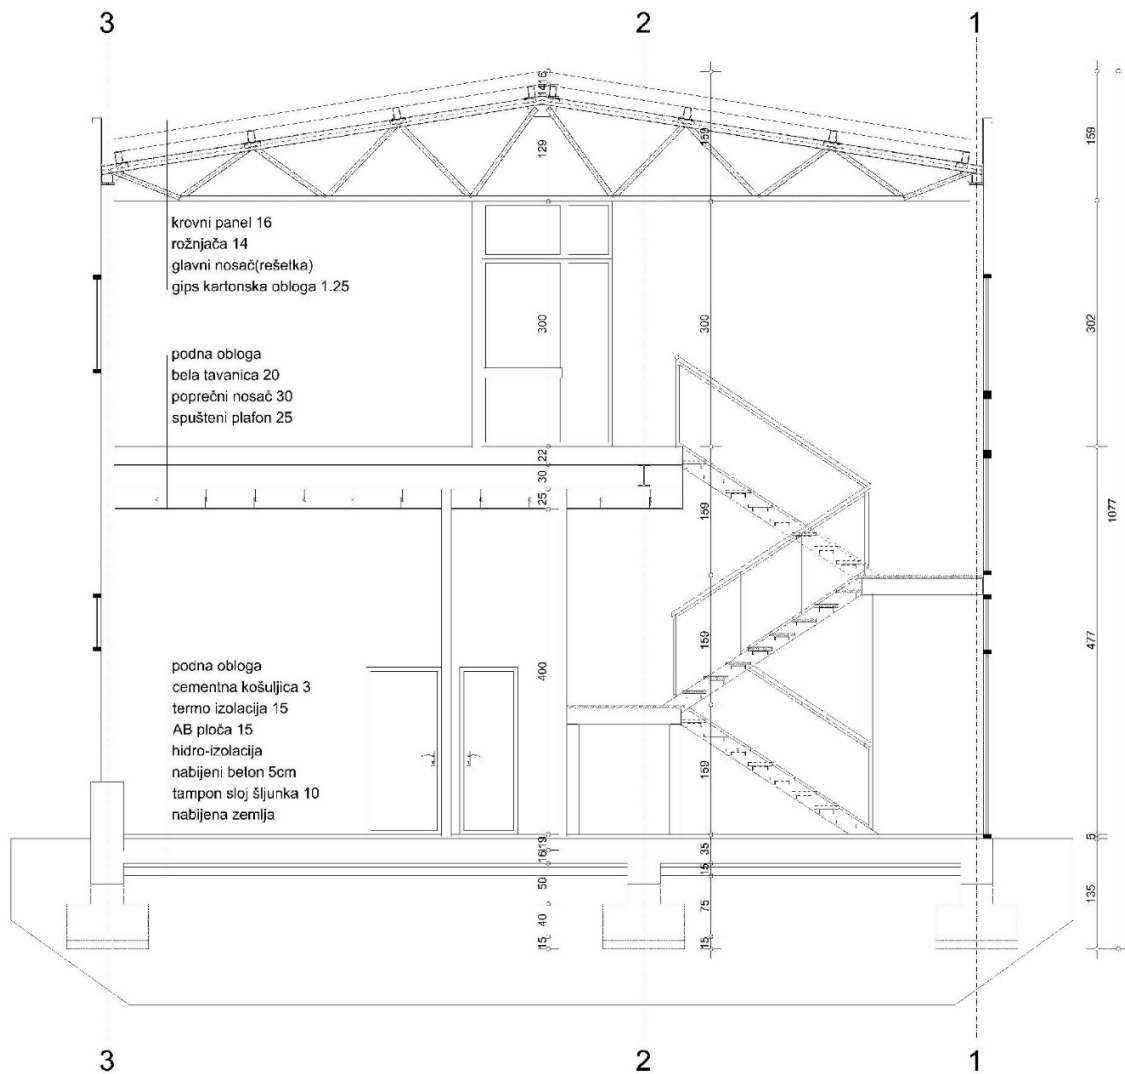 3 2 1
16
14
159
159
129
krovni panel 16
rožnjača 14
glavni nosač(rešetka)
gips kartonska obloga 1.25
300
300
302
podna obloga
bela tavanica 20
poprečni nosač 30
spušteni plafon 25
22
30
25
159
1077
159
477
400
podna obloga
cementna košuljica 3
termo izolacija 15
AB ploča 15
hidro-izolacija
nabijeni beton 5cm
tampon sloj šljunka 10
nabijena zemlja
159
19
16
35
5
15
50
135
75
40
15
15
3 2 1